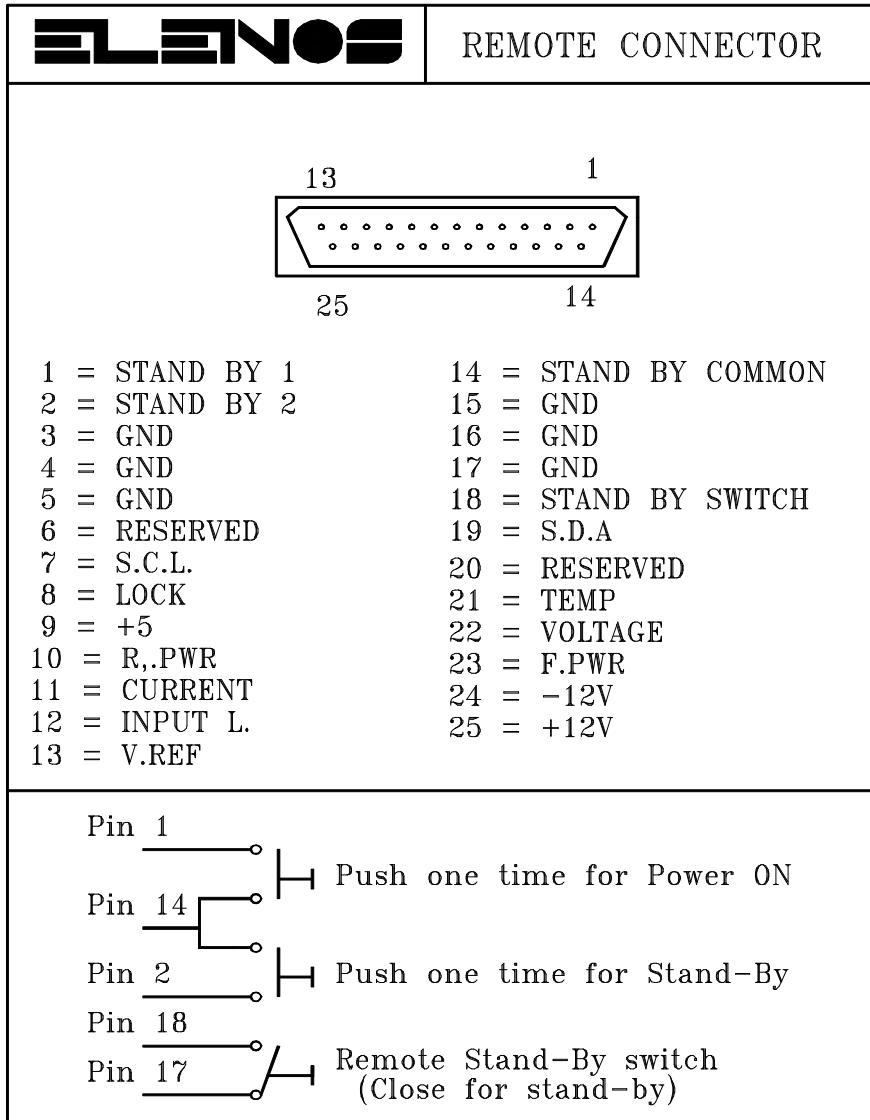 ELENOS
REMOTE CONNECTOR
13 1
25 14
1 = STAND BY 1
2 = STAND BY 2
3 = GND
4 = GND
5 = GND
6 = RESERVED
7 = S.C.L.
8 = LOCK
9 = +5
10 = R,.PWR
11 = CURRENT
12 = INPUT L.
13 = V.REF
14 = STAND BY COMMON
15 = GND
16 = GND
17 = GND
18 = STAND BY SWITCH
19 = S.D.A
20 = RESERVED
21 = TEMP
22 = VOLTAGE
23 = F.PWR
24 = -12V
25 = +12V
Pin 1
Push one time for Power ON
Pin 14
Pin 2 Push one time for Stand-By
Pin 18
Pin 17 Remote Stand-By switch
(Close for stand-by)